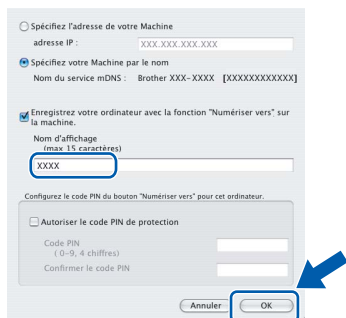 Spécifiez l'adresse de votre Machine
adresse IP :
XXX.XXX.XXX.XXX
Spécifiez votre Machine par le nom
Nom du service mDNS : Brother XXX-XXXX [XXXXXXXXXXXX]
Enregistrez votre ordinateur avec la fonction "Numériser vers" sur
la machine.
Nom d'affichage
(max 15 caractères)
XXXX
Configurez le code PIN du bouton "Numériser vers" pour cet ordinateur.
Autoriser le code PIN de protection
Code PIN
( 0-9, 4 chiffres)
Confirmer le code PIN
Annuler OK